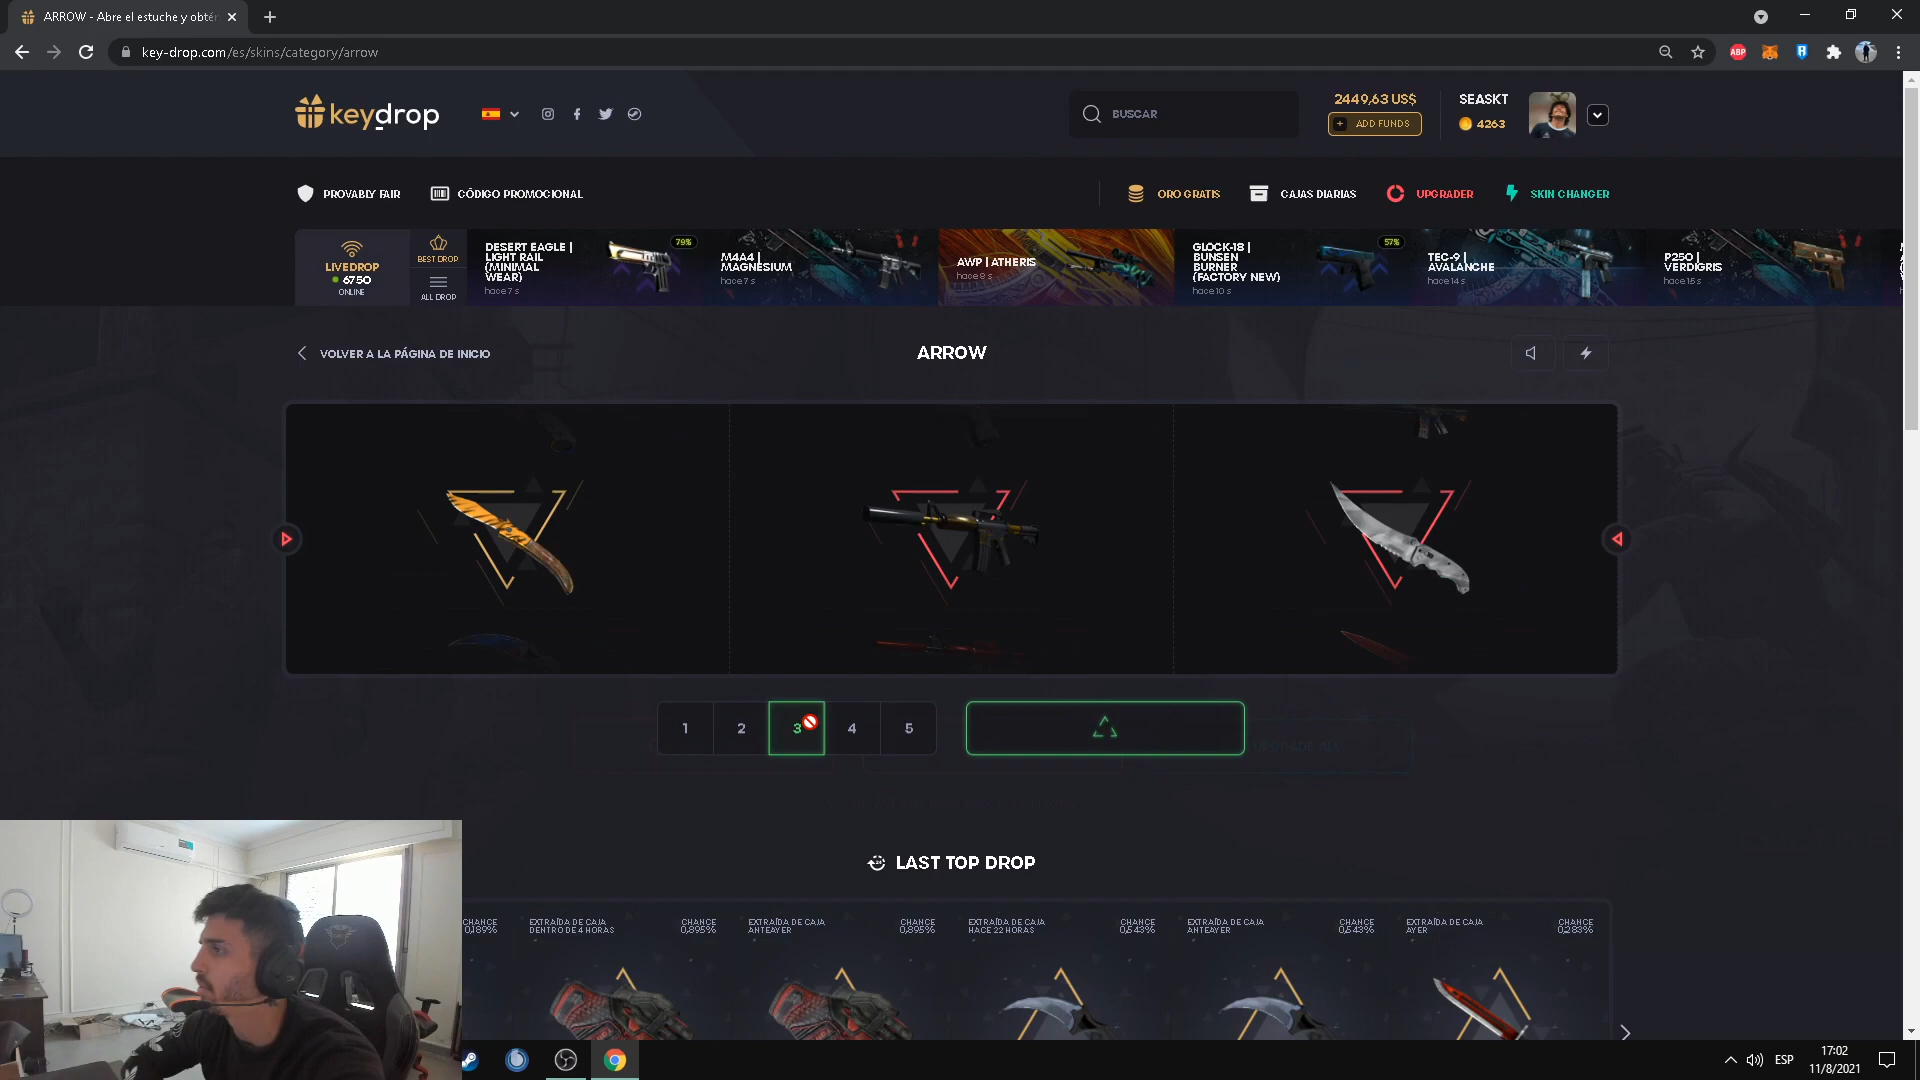 ARROW - Abre el estuche y obtén
key-drop.com/es/skins/category/arrow
ABP
keydrop
BUSCAR
2449,63 US$
ADD FUNDS
SEASKT
4263
PROVABLY FAIR
CÓDIGO PROMOCIONAL
ORO GRATIS
CAJAS DIARIAS
UPGRADER
SKIN CHANGER
LIVEDROP
6750
ONLINE
BEST DROP
ALL DROP
DESERT EAGLE |
LIGHT RAIL
(MINIMAL
WEAR)
hace 7 s
79%
M4A4 |
MAGNESIUM
hace 7 s
AWP | ATHERIS
hace 9 s
GLOCK-18 |
BUNSEN
BURNER
(FACTORY NEW)
hace 10 s
57%
TEC-9 |
AVALANCHE
hace 14 s
P250 |
VERDIGRIS
hace 15 s
VOLVER A LA PÁGINA DE INICIO
ARROW
1
2
3
4
5
UPGRADE ALL
LAST TOP DROP
CHANCE
0,189%
EXTRAÍDA DE CAJA
DENTRO DE 4 HORAS
CHANCE
0,895%
EXTRAÍDA DE CAJA
ANTEAYER
CHANCE
0,895%
EXTRAÍDA DE CAJA
HACE 22 HORAS
CHANCE
0,543%
EXTRAÍDA DE CAJA
ANTEAYER
CHANCE
0,543%
EXTRAÍDA DE CAJA
AYER
CHANCE
0,283%
ESP
17:02
11/8/2021